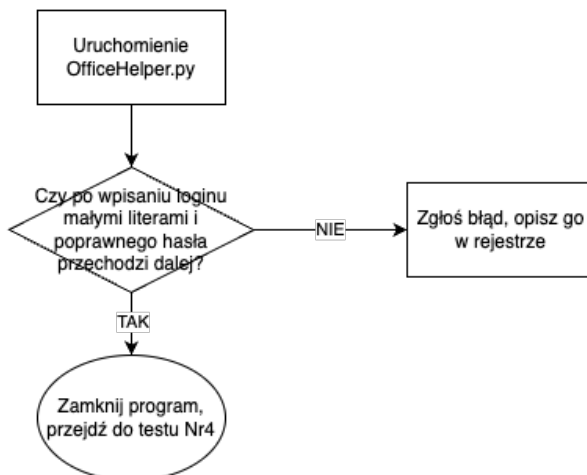 Uruchomienie
OfficeHelper.py
Czy po wpisaniu loginu
małymi literami i
poprawnego hasła
przechodzi dalej?
NIE
Zgłoś błąd, opisz go
w rejestrze
TAK
Zamknij program,
przejdź do testu Nr4